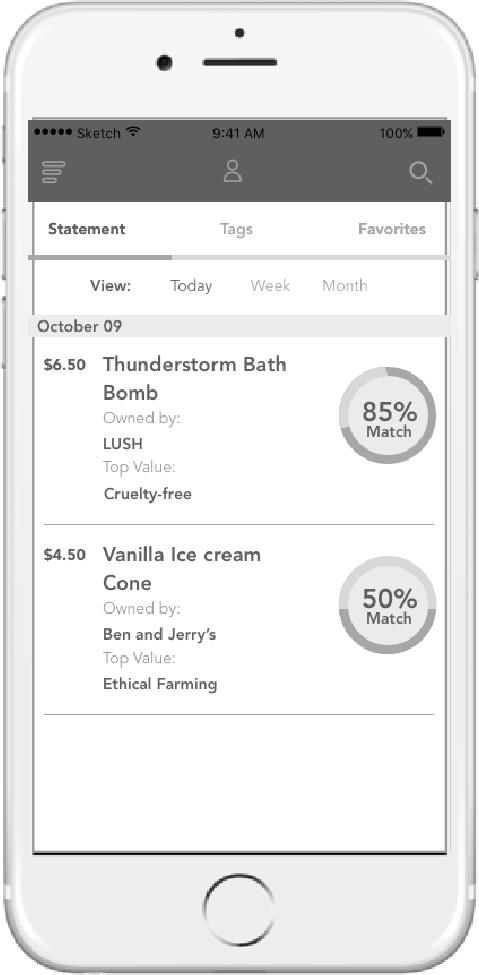 Sketch 9:41 AM 100%
Statement Tags Favorites
View: Today Week Month
October 09
$6.50 Thunderstorm Bath
Bomb
Owned by:
LUSH
Top Value:
Cruelty-free
85%
Match
$4.50 Vanilla Ice cream
Cone
Owned by:
Ben and Jerry's
Top Value:
Ethical Farming
50%
Match